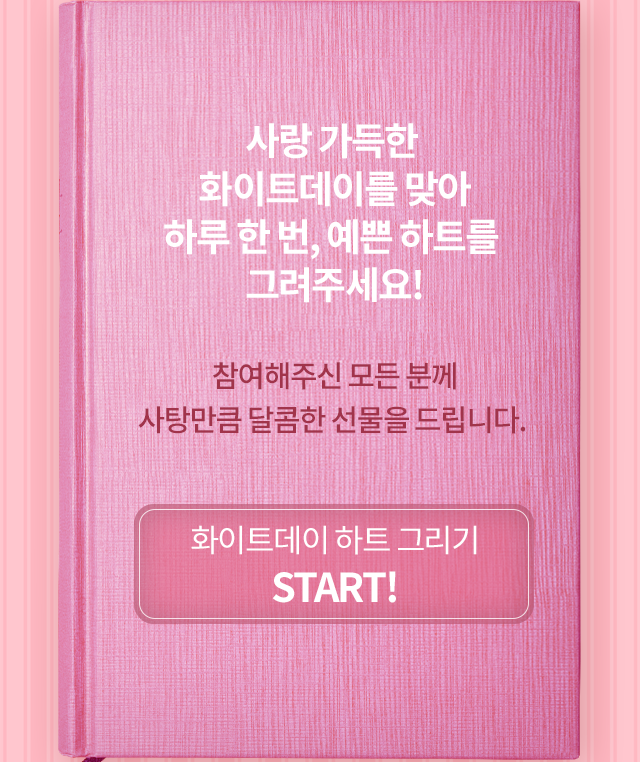 사랑 가득한
화이트데이를 맞아
하루 한 번, 예쁜 하트를
그려주세요!
참여해주신 모든 분께
사탕만큼 달콤한 선물을 드립니다.
화이트데이 하트 그리기
START!